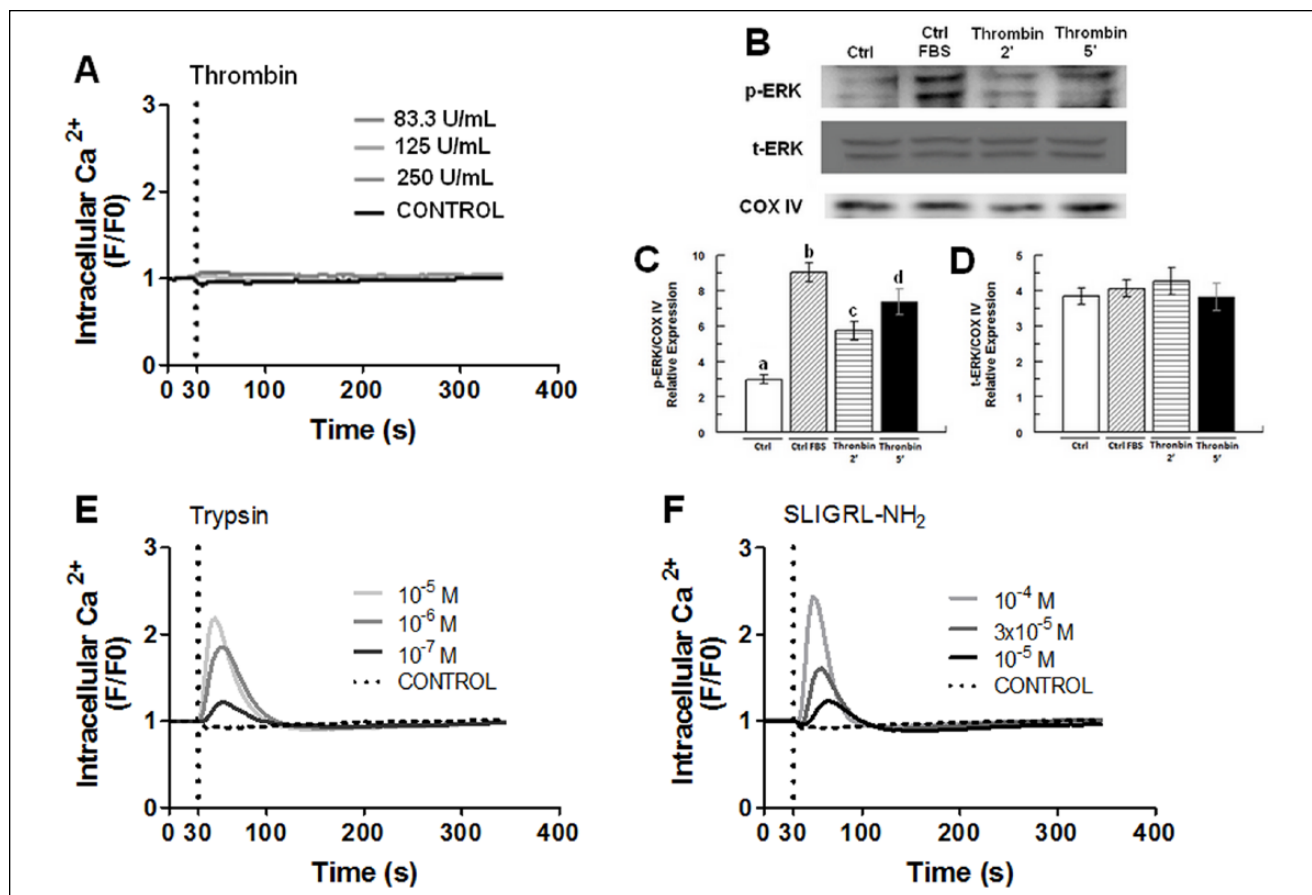 A
Thrombin
3
2
1
0
Intracellular Ca2+
(F/F0)
83.3 U/mL
125 U/mL
250 U/mL
CONTROL
0 30 100 200 300 400
Time (s)
B
Ctrl
Ctrl
FBS
Thrombin
2'
Thrombin
5'
p-ERK
t-ERK
COX IV
C
10
8
6
4
2
0
p-ERK/COX IV
Relative Expression
a
b
c
d
Ctrl
Ctrl FBS
Thronbin
2'
Thronbin
5'
D
5
4
3
2
1
0
t-ERK/COX IV
Relative Expression
Ctrl
Ctrl FBS
Thronbin
2'
Thronbin
5'
E
Trypsin
3
2
1
0
Intracellular Ca2+
(F/F0)
10-5 M
10-6 M
10-7 M
CONTROL
0 30 100 200 300 400
Time (s)
F
SLIGRL-NH2
3
2
1
0
Intracellular Ca2+
(F/F0)
10-4 M
3x10-5 M
10-5 M
CONTROL
0 30 100 200 300 400
Time (s)